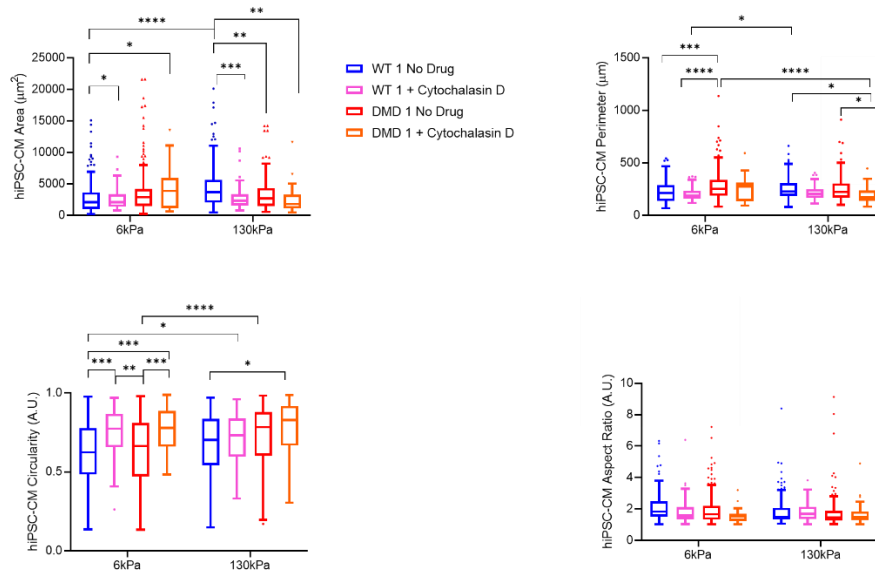 **
****
*
**
*
***
25000
20000
15000
10000
5000
0
hiPSC-CM Area (μm²)
6kPa
130kPa
WT 1 No Drug
WT 1 + Cytochalasin D
DMD 1 No Drug
DMD 1 + Cytochalasin D
*
***
****
****
*
*
1500
1000
500
0
hiPSC-CM Perimeter (μm)
6kPa
130kPa
****
*
***
*
***
**
***
1.0
0.5
0.0
hiPSC-CM Circularity (A.U.)
6kPa
130kPa
10
8
6
4
2
0
hiPSC-CM Aspect Ratio (A.U.)
6kPa
130kPa